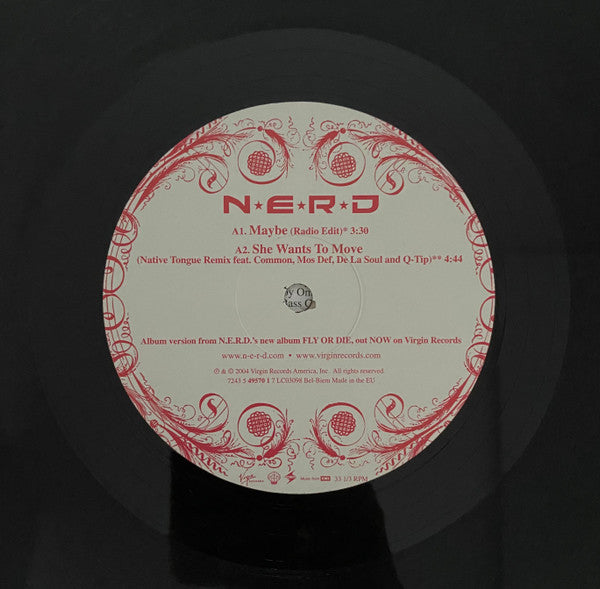 N★E★R★D
A1. Maybe (Radio Edit)* 3:30
A2. She Wants To Move
(Native Tongue Remix feat. Common, Mos Def, De La Soul and Q-Tip)** 4:44
Album version from N.E.R.D.'s new album FLY OR DIE, out NOW on Virgin Records
www.n-e-r-d.com • www.virginrecords.com
℗ & © 2004 Virgin Records America, Inc. All rights reserved.
7243 5 49570 1 7 LC03098 Bel-Biem Made in the EU
Virgin
EMI 33 1/3 RPM